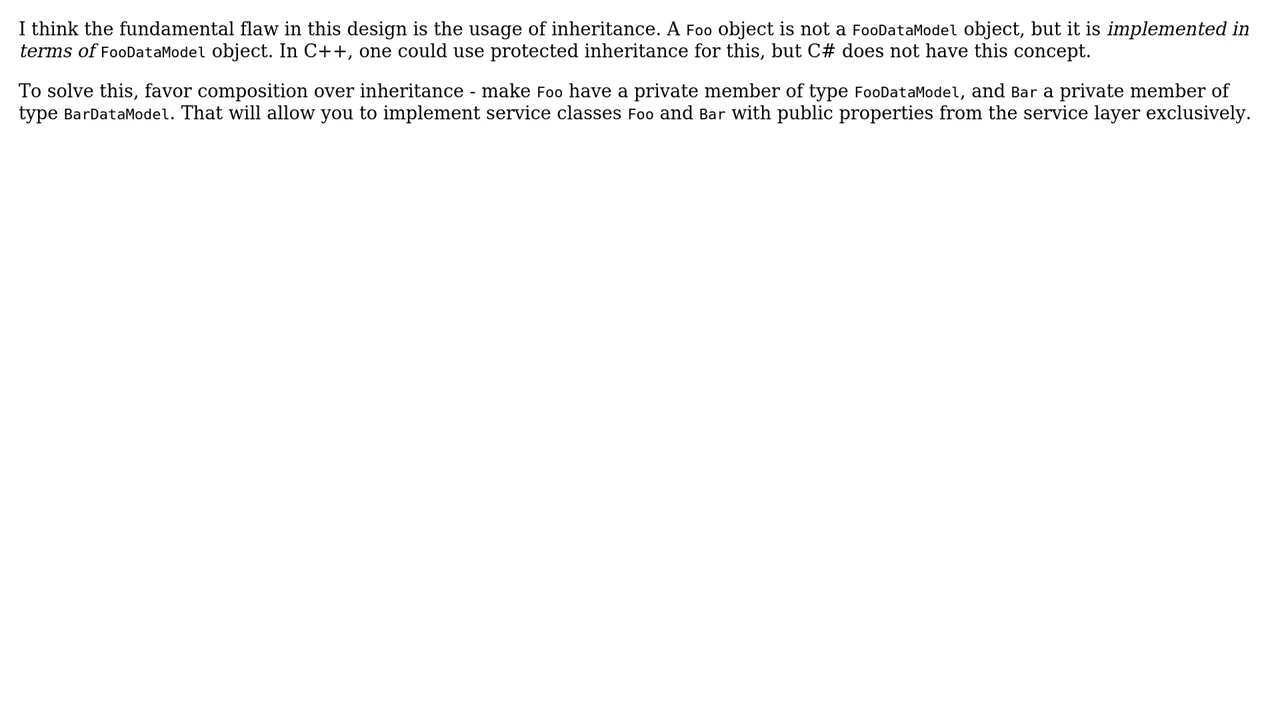 I think the fundamental flaw in this design is the usage of inheritance. A Foo object is not a FooDataModel object, but it is implemented in
terms of FooDataModel object. In C++, one could use protected inheritance for this, but C# does not have this concept.
To solve this, favor composition over inheritance - make Foo have a private member of type FooDataModel, and Bar a private member of
type BarDataModel. That will allow you to implement service classes Foo and Bar with public properties from the service layer exclusively.